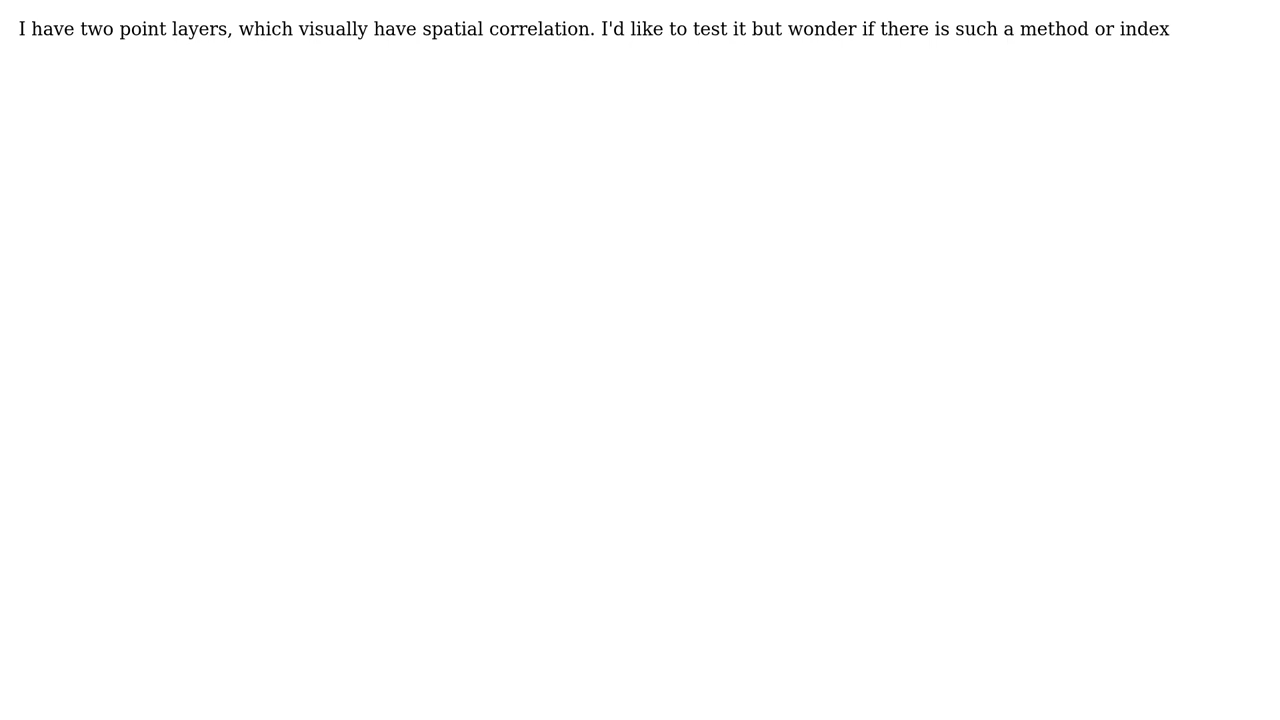 I have two point layers, which visually have spatial correlation. I'd like to test it but wonder if there is such a method or index